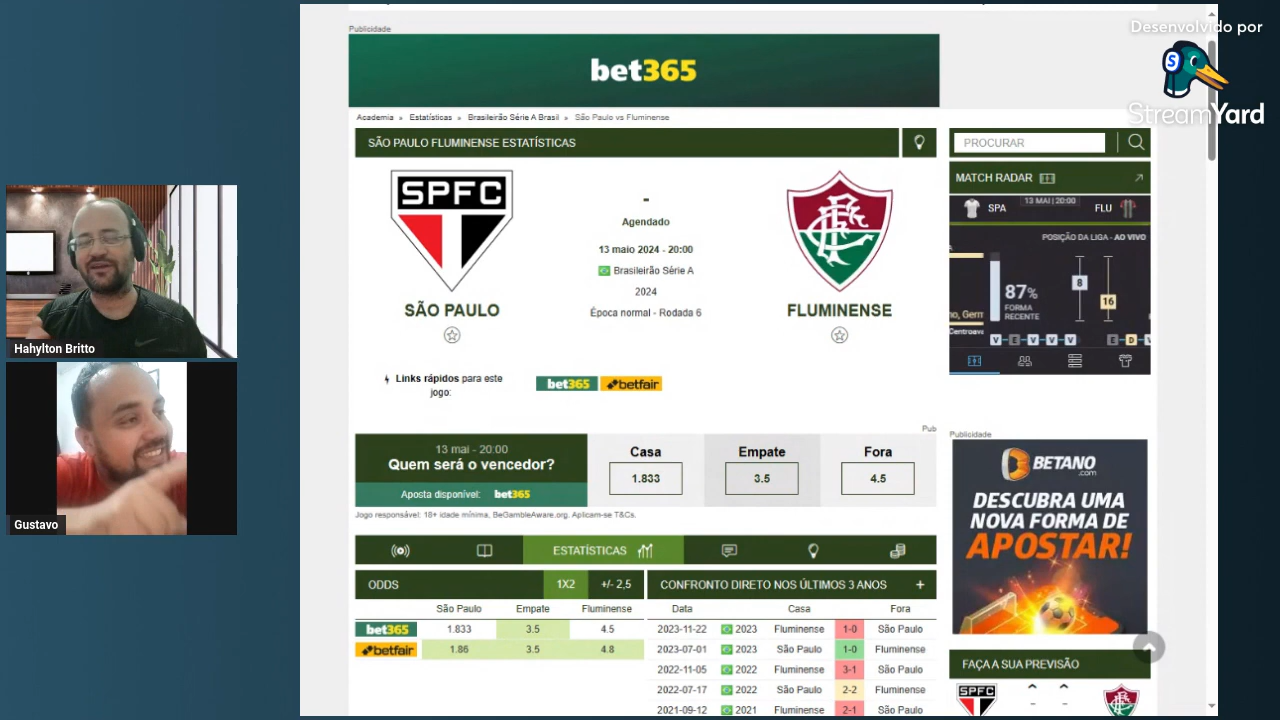 Publicidade
bet365
Academia » Estatísticas » Brasileirão Série A Brasil » São Paulo vs Fluminense
SÃO PAULO FLUMINENSE ESTATÍSTICAS
SPFC
-
Agendado
13 maio 2024 - 20:00
Brasileirão Série A
2024
Época normal - Rodada 6
SÃO PAULO
FLUMINENSE
Links rápidos para este
jogo:
bet365 betfair
Pub
13 mai - 20:00
Quem será o vencedor?
Aposta disponível: bet365
Casa Empate Fora
1.833 3.5 4.5
Jogo responsável: 18+ idade mínima, BeGambleAware.org. Aplicam-se T&Cs.
ESTATÍSTICAS
ODDS 1X2 +/- 2,5
São Paulo Empate Fluminense
bet365 1.833 3.5 4.5
betfair 1.86 3.5 4.8
CONFRONTO DIRETO NOS ÚLTIMOS 3 ANOS +
Data Casa Fora
2023-11-22 2023 Fluminense 1-0 São Paulo
2023-07-01 2023 São Paulo 1-0 Fluminense
2022-11-05 2022 Fluminense 3-1 São Paulo
2022-07-17 2022 São Paulo 2-2 Fluminense
2021-09-12 2021 Fluminense 2-1 São Paulo
PROCURAR
MATCH RADAR
SPA 13 MAI | 20:00 FLU
POSIÇÃO DA LIGA - AO VIVO
87%
FORMA
RECENTE
8
16
V E V V V
E D V
Publicidade
BETANO.com
DESCUBRA UMA
NOVA FORMA DE
APOSTAR!
FAÇA A SUA PREVISÃO
SPFC
- -
Desenvolvido por
S
StreamYard
Hahylton Britto
Gustavo